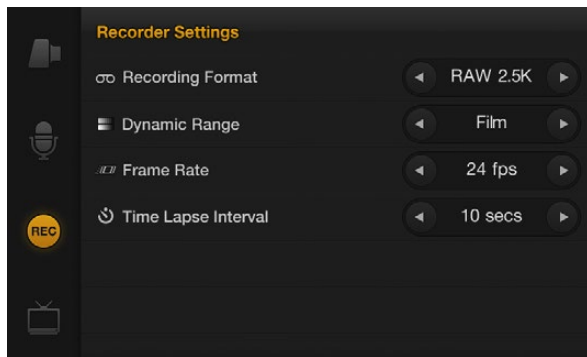 Recorder Settings
Recording Format RAW 2.5K
Dynamic Range Film
Frame Rate 24 fps
Time Lapse Interval 10 secs
REC